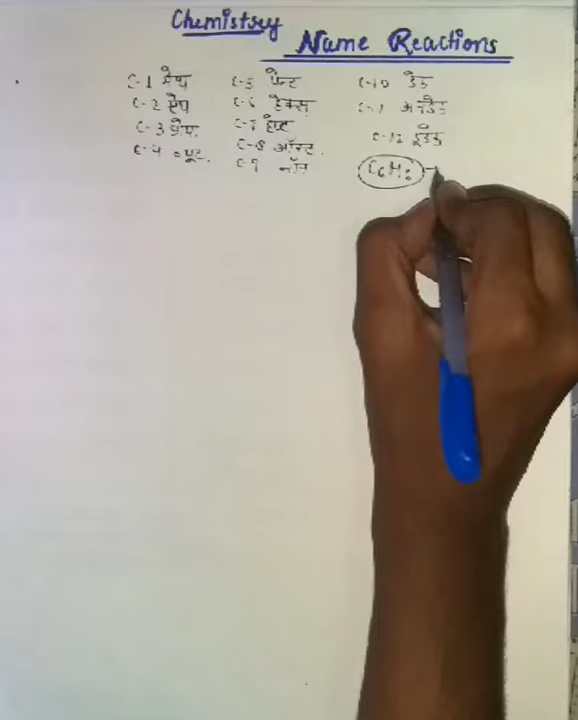 Chemistry
Name Reactions
C-1 मेथ
C-2 ऐथ
C-3 प्रोप
C-4 ब्यूट
C-5 पेन्ट
C-6 हेक्स
C-7 हेप्ट
C-8 ऑक्ट
C-9 नॉन
C-10 डेक
C-11 अनडेक
C-12
C6H6